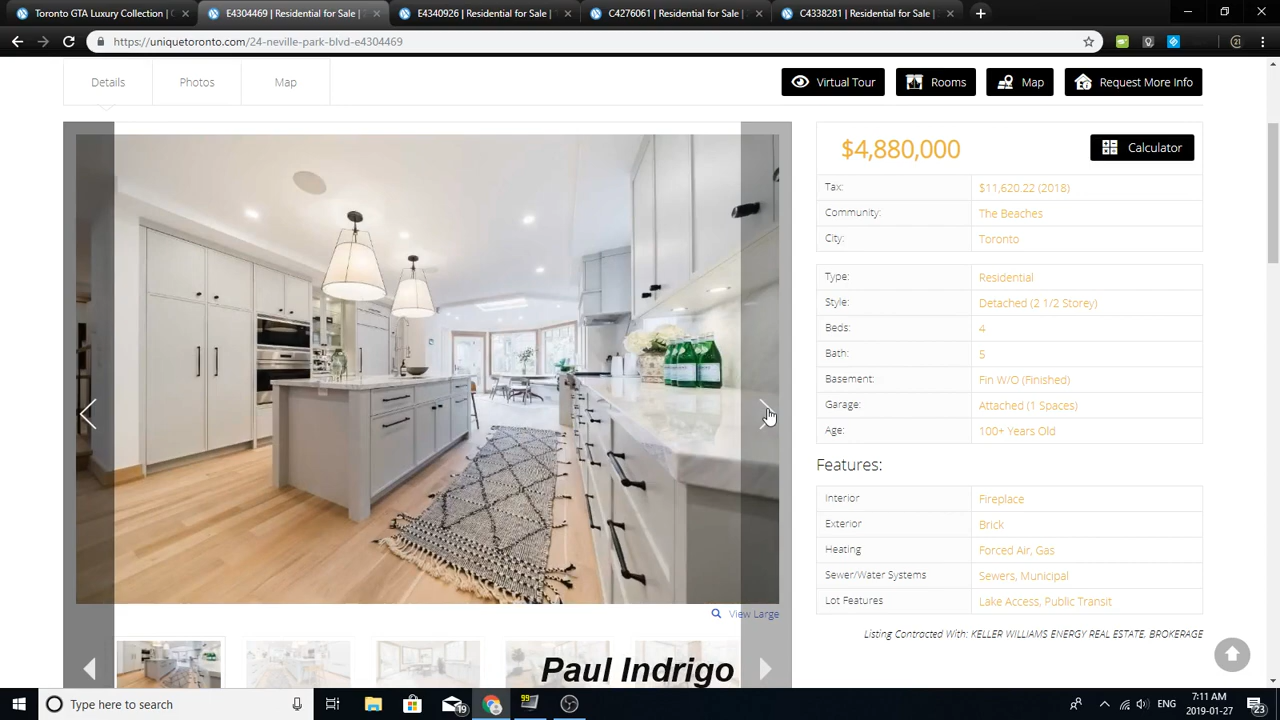 Toronto GTA Luxury Collection | C
E4304469 | Residential for Sale |
E4340926 | Residential for Sale |
C4276061 | Residential for Sale |
C4338281 | Residential for Sale |
https://uniquetoronto.com/24-neville-park-blvd-e4304469
Details
Photos
Map
Virtual Tour
Rooms
Map
Request More Info
$4,880,000
Calculator
Tax: $11,620.22 (2018)
Community: The Beaches
City: Toronto
Type: Residential
Style: Detached (2 1/2 Storey)
Beds: 4
Bath: 5
Basement: Fin W/O (Finished)
Garage: Attached (1 Spaces)
Age: 100+ Years Old
Features:
Interior Fireplace
Exterior Brick
Heating Forced Air, Gas
Sewer/Water Systems Sewers, Municipal
Lot Features Lake Access, Public Transit
View Large
Listing Contracted With: KELLER WILLIAMS ENERGY REAL ESTATE, BROKERAGE
Paul Indrigo
Type here to search
19
99
ENG
7:11 AM
2019-01-27
23